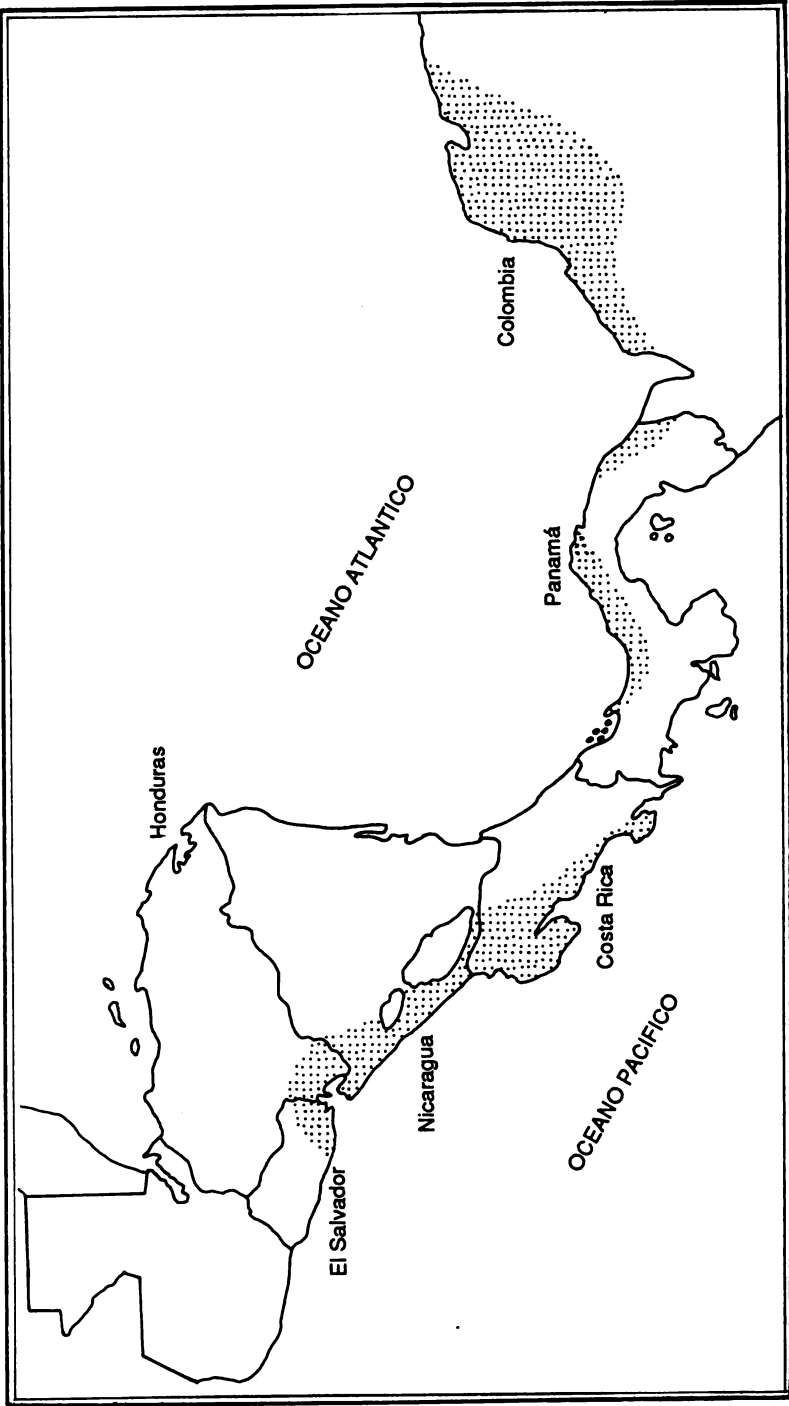 Honduras
El Salvador
Nicaragua
OCEANO ATLANTICO
Costa Rica
OCEANO PACIFICO
Panamá
Colombia